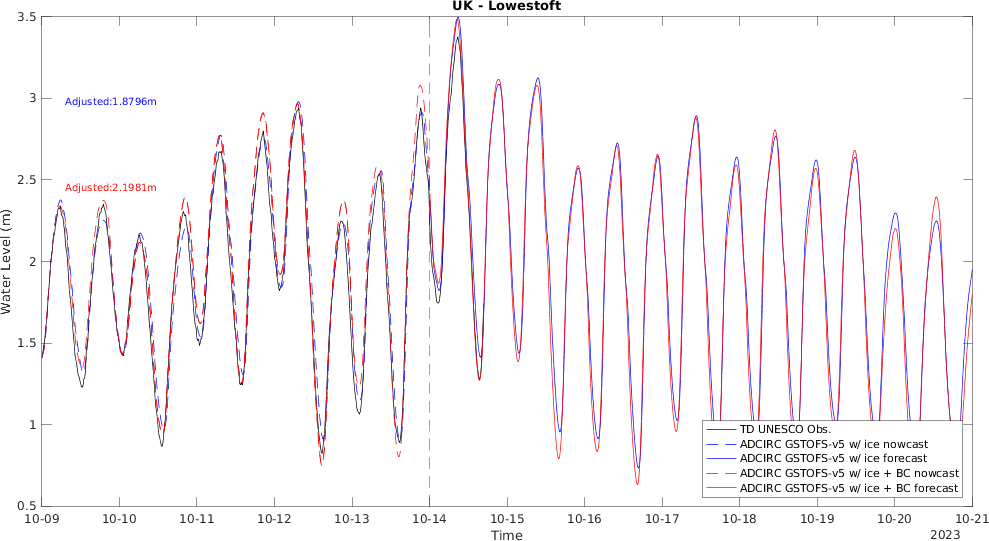 UK - Lowestoft
3.5
3
2.5
2
1.5
1
0.5
Water Level (m)
Adjusted:1.8796m
Adjusted:2.1981m
TD UNESCO Obs.
ADCIRC GSTOFS-v5 w/ ice nowcast
ADCIRC GSTOFS-v5 w/ ice forecast
ADCIRC GSTOFS-v5 w/ ice + BC nowcast
ADCIRC GSTOFS-v5 w/ ice + BC forecast
10-09 10-10 10-11 10-12 10-13 10-14 10-15 10-16 10-17 10-18 10-19 10-20 10-21
Time
2023